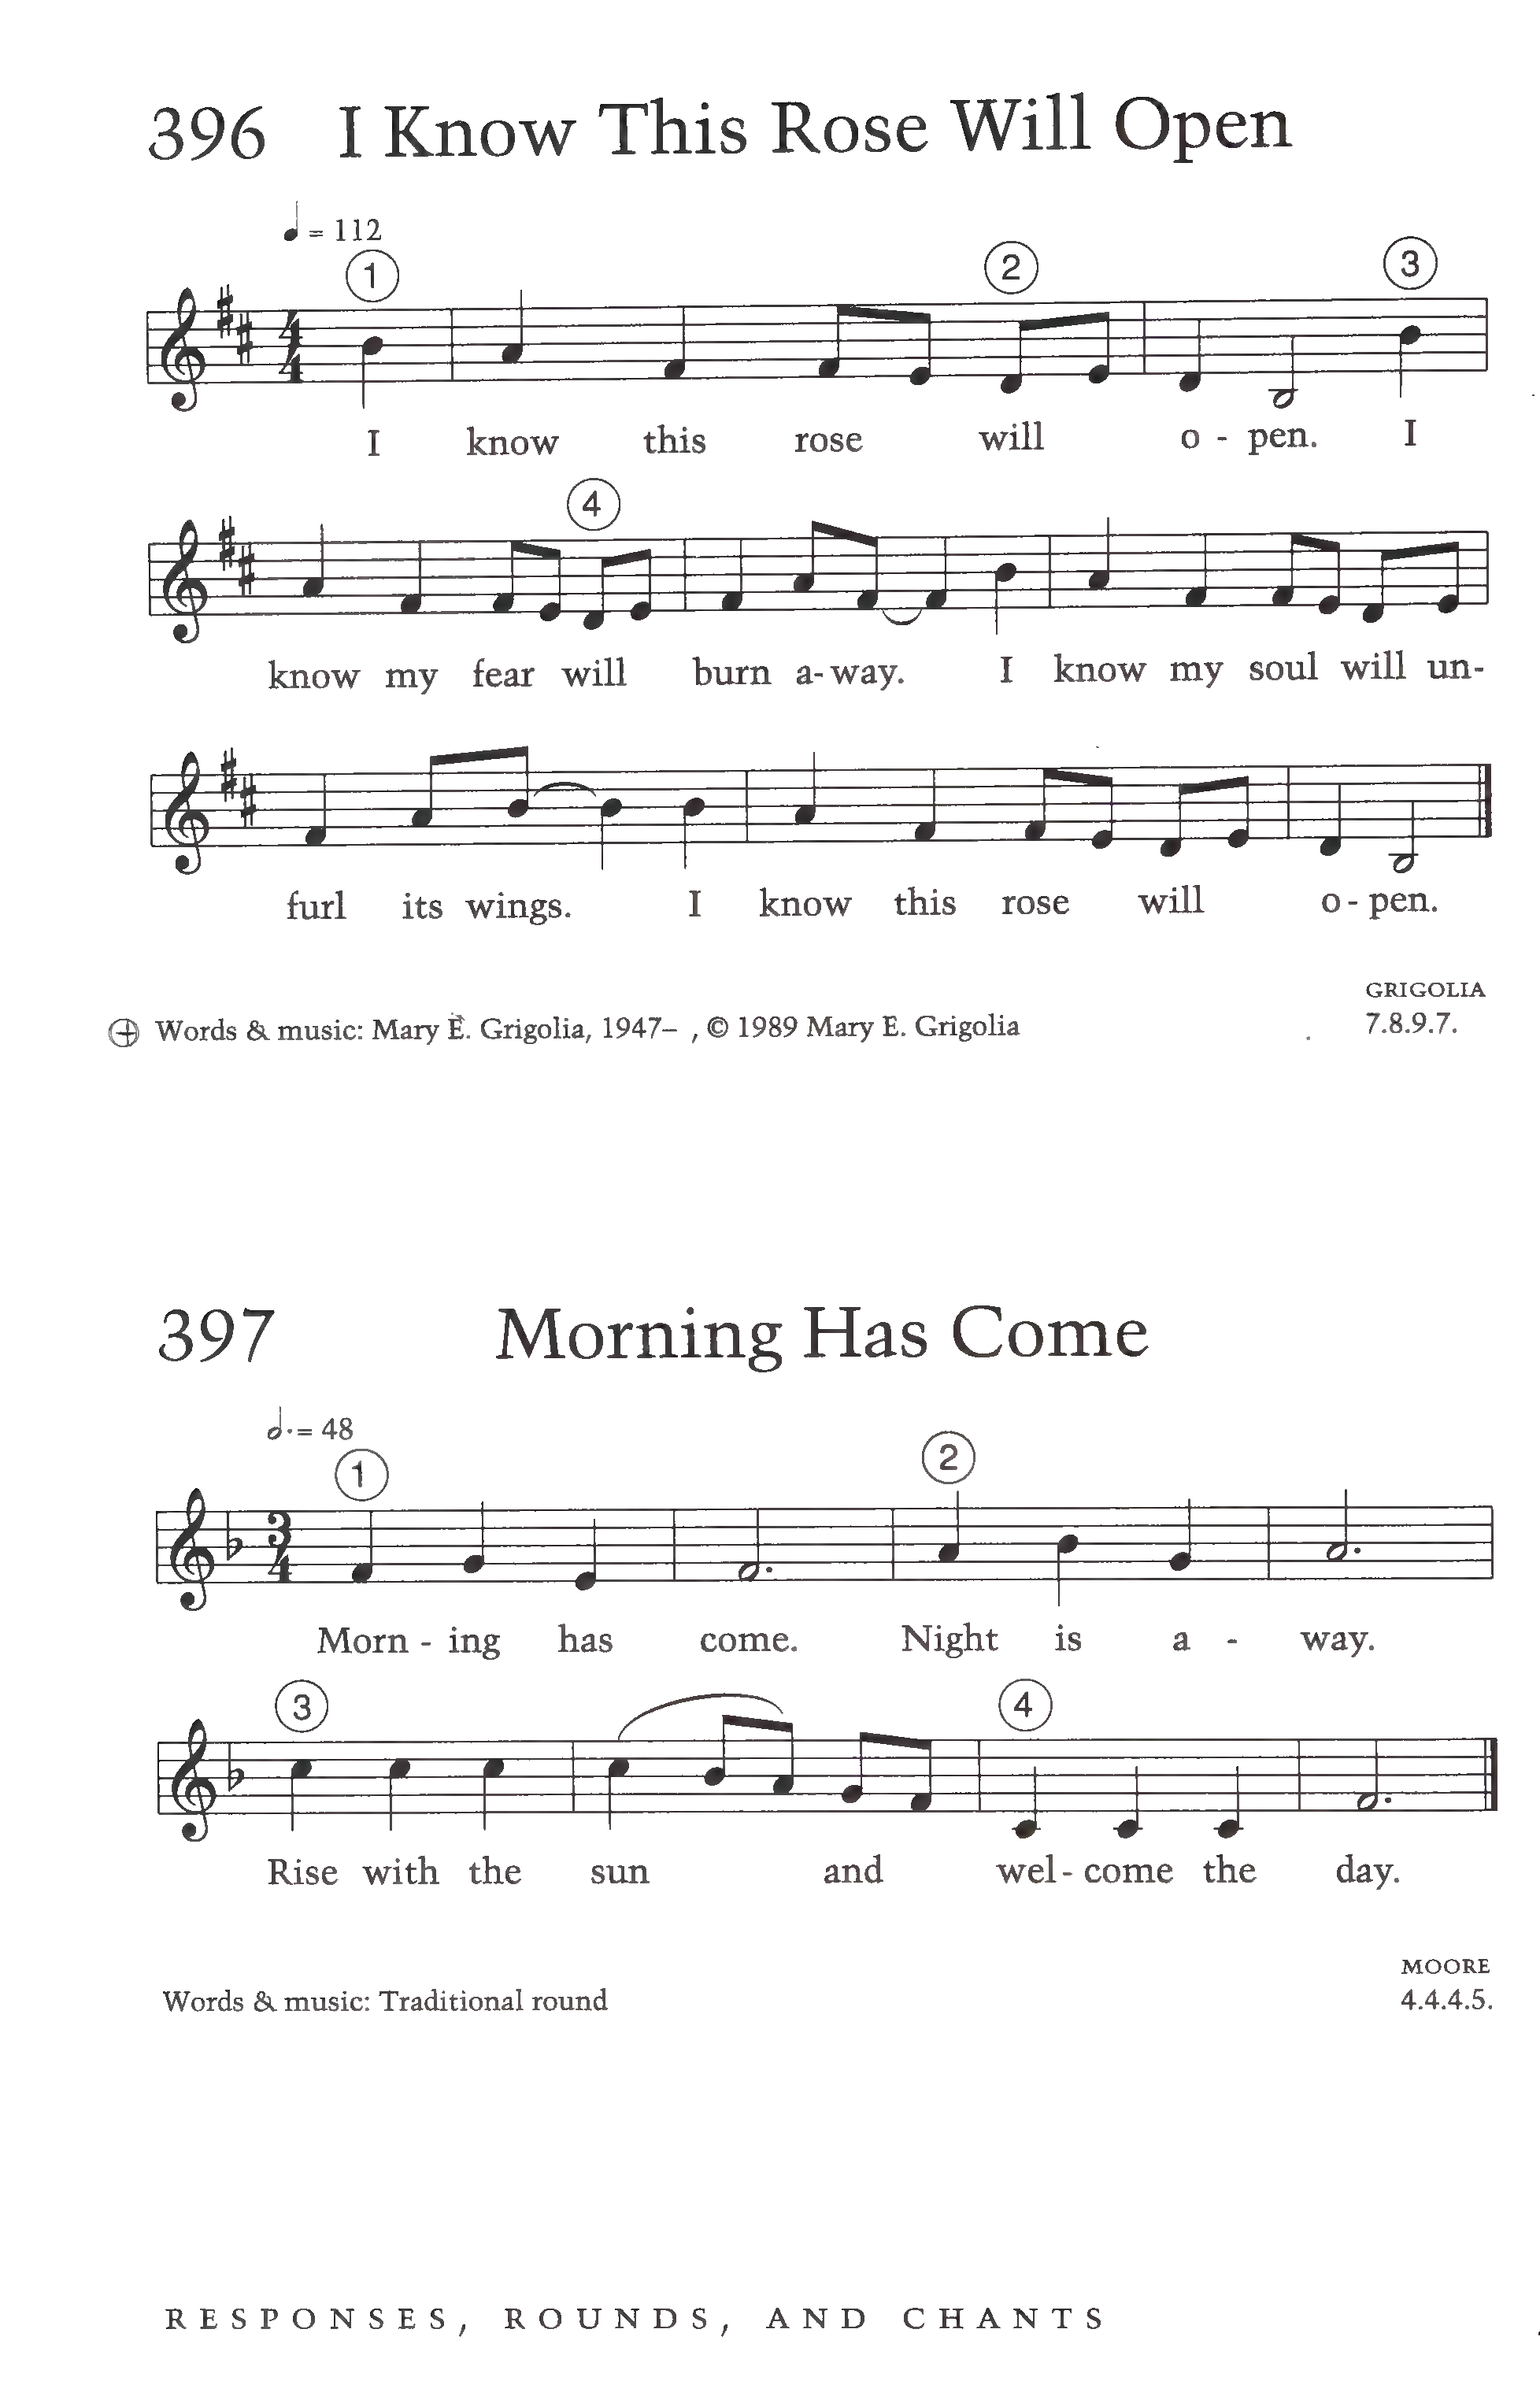 396 I Know This Rose Will Open
= 112
1 2 3
4
4
I know this rose will o - pen. I
4
know my fear will burn a- way. I know my soul will un-
furl its wings. I know this rose will o - pen.
GRIGOLIA
Words & music: Mary E. Grigolia, 1947– , © 1989 Mary E. Grigolia 7.8.9.7.
397 Morning Has Come
= 48
1 2
3
4
Morn - ing has come. Night is a - way.
3 4
Rise with the sun and wel - come the day.
MOORE
Words & music: Traditional round 4.4.4.5.
RESPONSES, ROUNDS, AND CHANTS